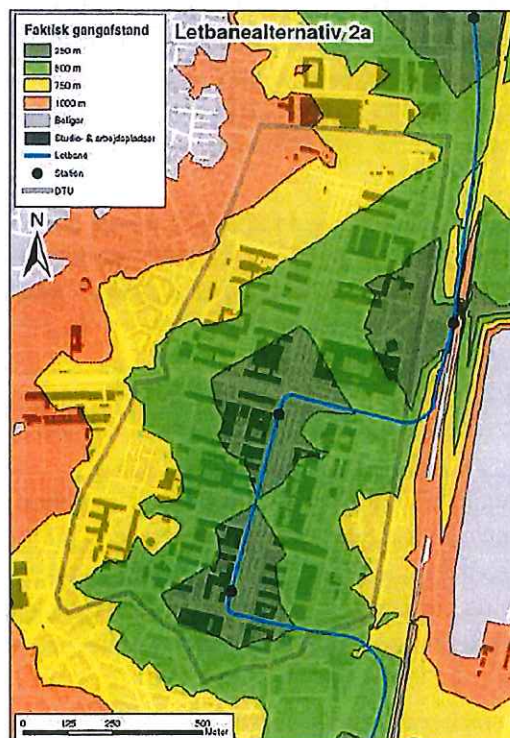 Letbanealternativ 2a
Faktisk gangafstand
250 m
500 m
750 m
1000 m
Boliger
Studie- & arbejdspladser
Letbane
Station
DTU
N
0 125 250 500
Meter